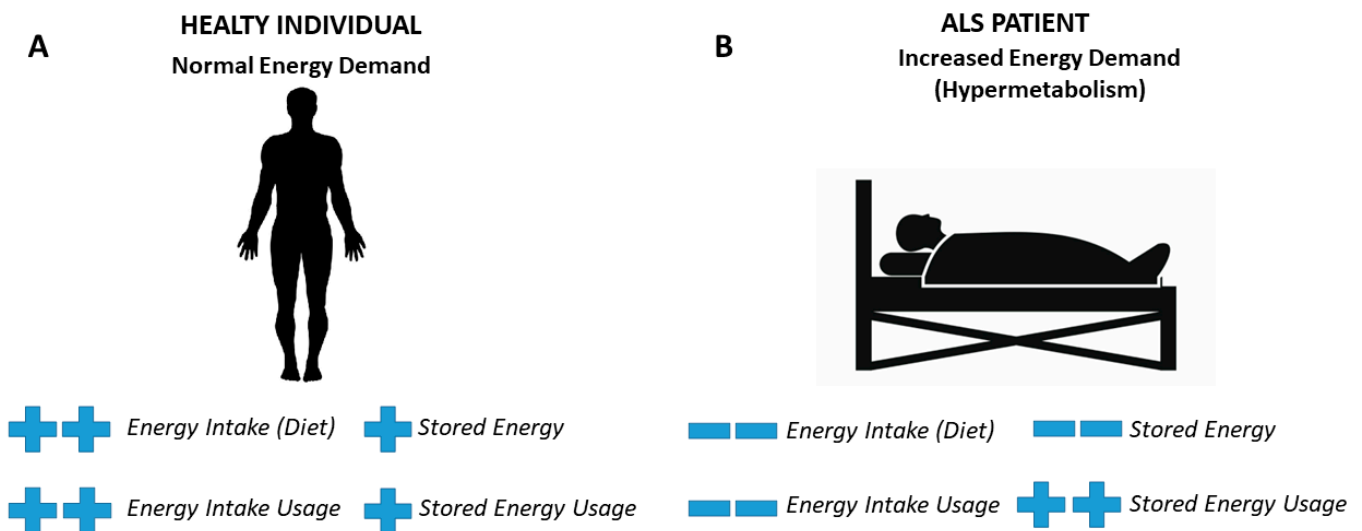 A
HEALTY INDIVIDUAL
Normal Energy Demand
B
ALS PATIENT
Increased Energy Demand
(Hypermetabolism)
Energy Intake (Diet)
Stored Energy
Energy Intake Usage
Stored Energy Usage
Energy Intake (Diet)
Stored Energy
Energy Intake Usage
Stored Energy Usage